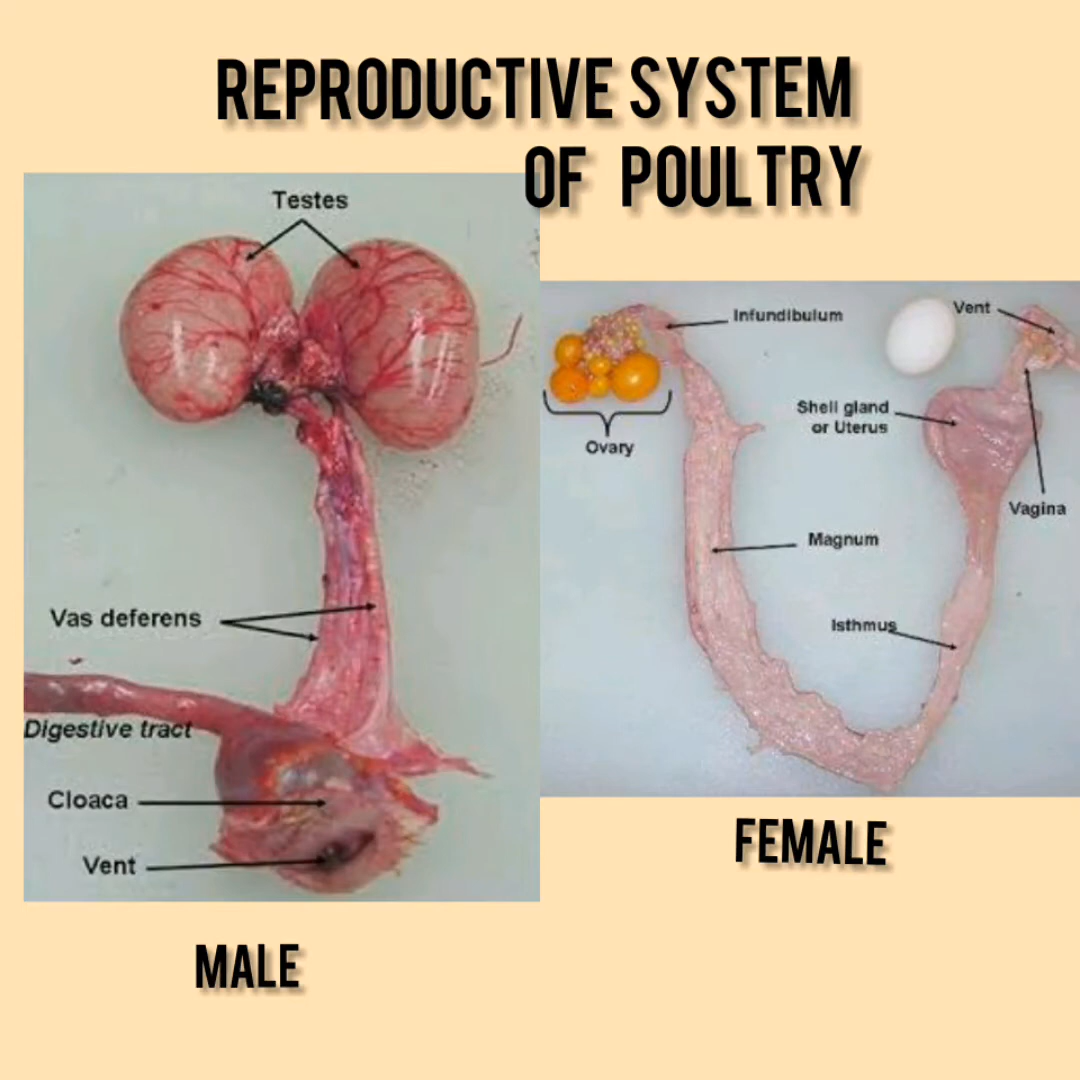 REPRODUCTIVE SYSTEM
OF POULTRY
Testes
Vas deferens
Digestive tract
Cloaca
Vent
MALE
Infundibulum
Vent
Shell gland
or Uterus
Ovary
Vagina
Magnum
Isthmus
FEMALE